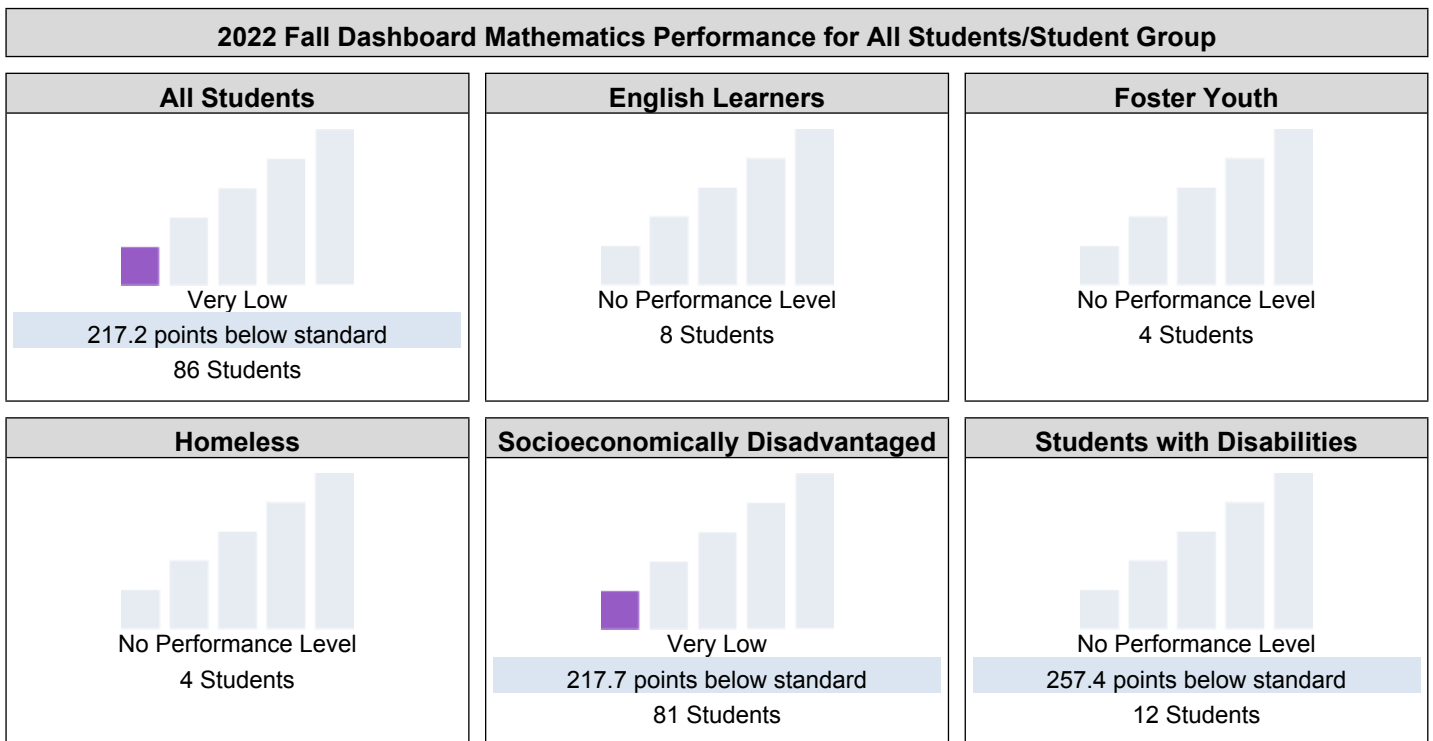 2022 Fall Dashboard Mathematics Performance for All Students/Student Group
All Students
Very Low
217.2 points below standard
86 Students
English Learners
No Performance Level
8 Students
Foster Youth
No Performance Level
4 Students
Homeless
No Performance Level
4 Students
Socioeconomically Disadvantaged
Very Low
217.7 points below standard
81 Students
Students with Disabilities
No Performance Level
257.4 points below standard
12 Students